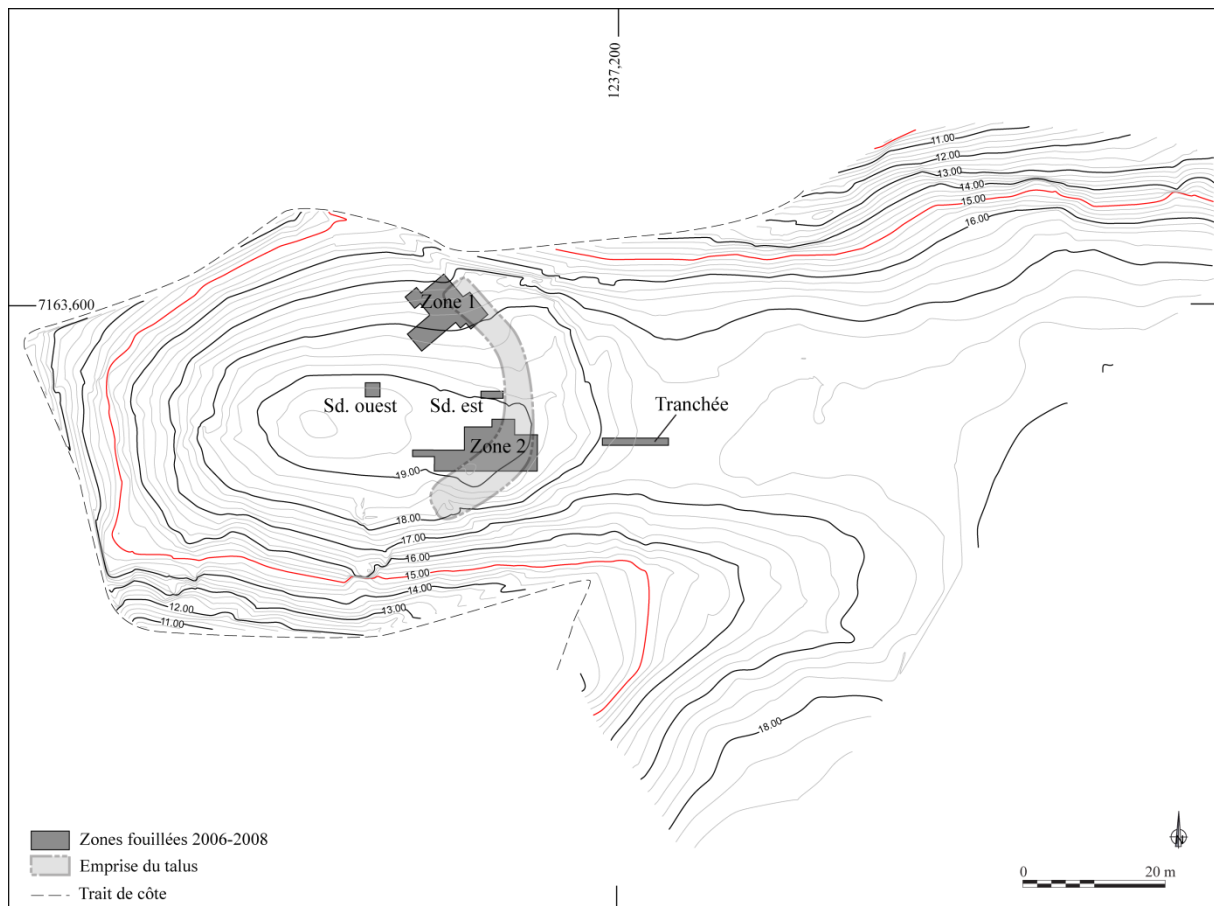 1237,200
11.00
12.00
13.00
14.00
15.00
16.00
7163,600
Zone 1
Sd. ouest
Sd. est
Tranchée
Zone 2
19.00
18.00
17.00
16.00
15.00
14.00
13.00
12.00
11.00
18.00
Zones fouillées 2006-2008
Emprise du talus
Trait de côte
N
0
20 m